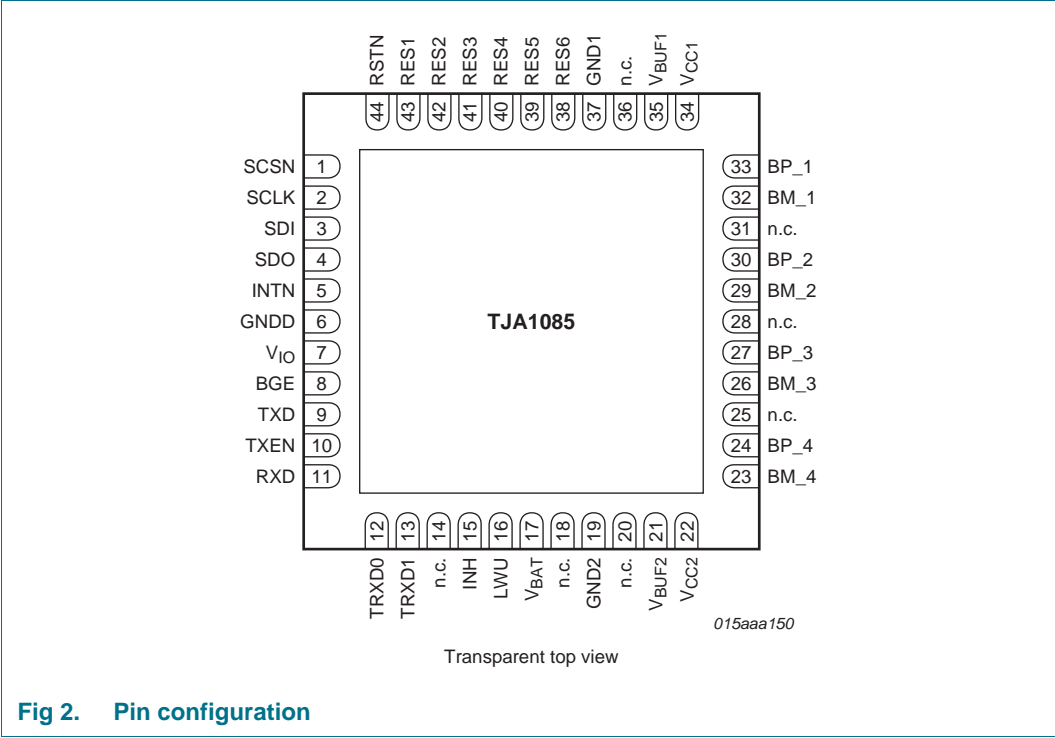 RSTN RES1 RES2 RES3 RES4 RES5 RES6 GND1 n.c. VBUF1 VCC1
44 43 42 41 40 39 38 37 36 35 34
SCSN 1
SCLK 2
SDI 3
SDO 4
INTN 5
GNDD 6
VIO 7
BGE 8
TXD 9
TXEN 10
RXD 11
TJA1085
33 BP_1
32 BM_1
31 n.c.
30 BP_2
29 BM_2
28 n.c.
27 BP_3
26 BM_3
25 n.c.
24 BP_4
23 BM_4
12 13 14 15 16 17 18 19 20 21 22
TRXD0 TRXD1 n.c. INH LWU VBAT n.c. GND2 n.c. VBUF2 VCC2
015aaa150
Transparent top view
Fig 2. Pin configuration